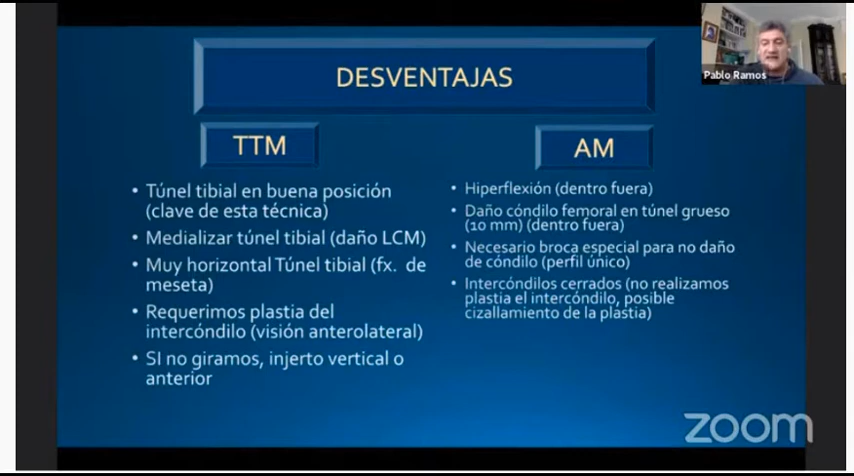 Pablo Ramos
DESVENTAJAS
TTM
• Túnel tibial en buena posición
(clave de esta técnica)
• Medializar túnel tibial (daño LCM)
• Muy horizontal Túnel tibial (fx. de
meseta)
• Requerimos plastia del
intercóndilo (visión anterolateral)
• SI no giramos, injerto vertical o
anterior
AM
• Hiperflexión (dentro fuera)
• Daño cóndilo femoral en túnel grueso
(10 mm) (dentro fuera)
• Necesario broca especial para no daño
de cóndilo (perfil único)
• Intercóndilos cerrados (no realizamos
plastia el intercóndilo, posible
cizallamiento de la plastia)
zoom